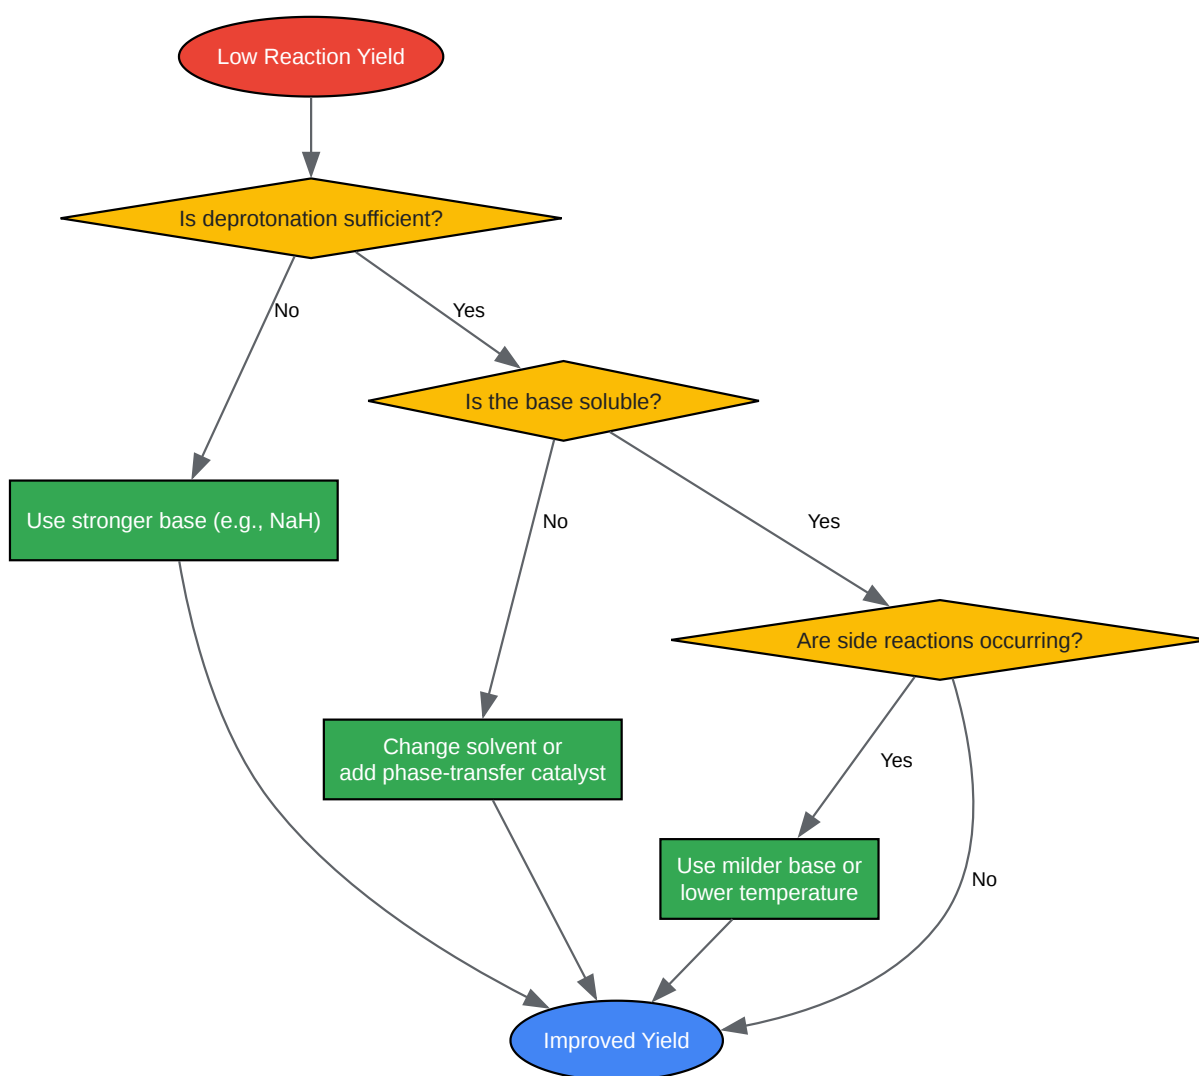 Low Reaction Yield
Is deprotonation sufficient?
No
Yes
Is the base soluble?
Use stronger base (e.g., NaH)
No
Yes
Are side reactions occurring?
Change solvent or
add phase-transfer catalyst
Yes
Use milder base or
lower temperature
No
Improved Yield